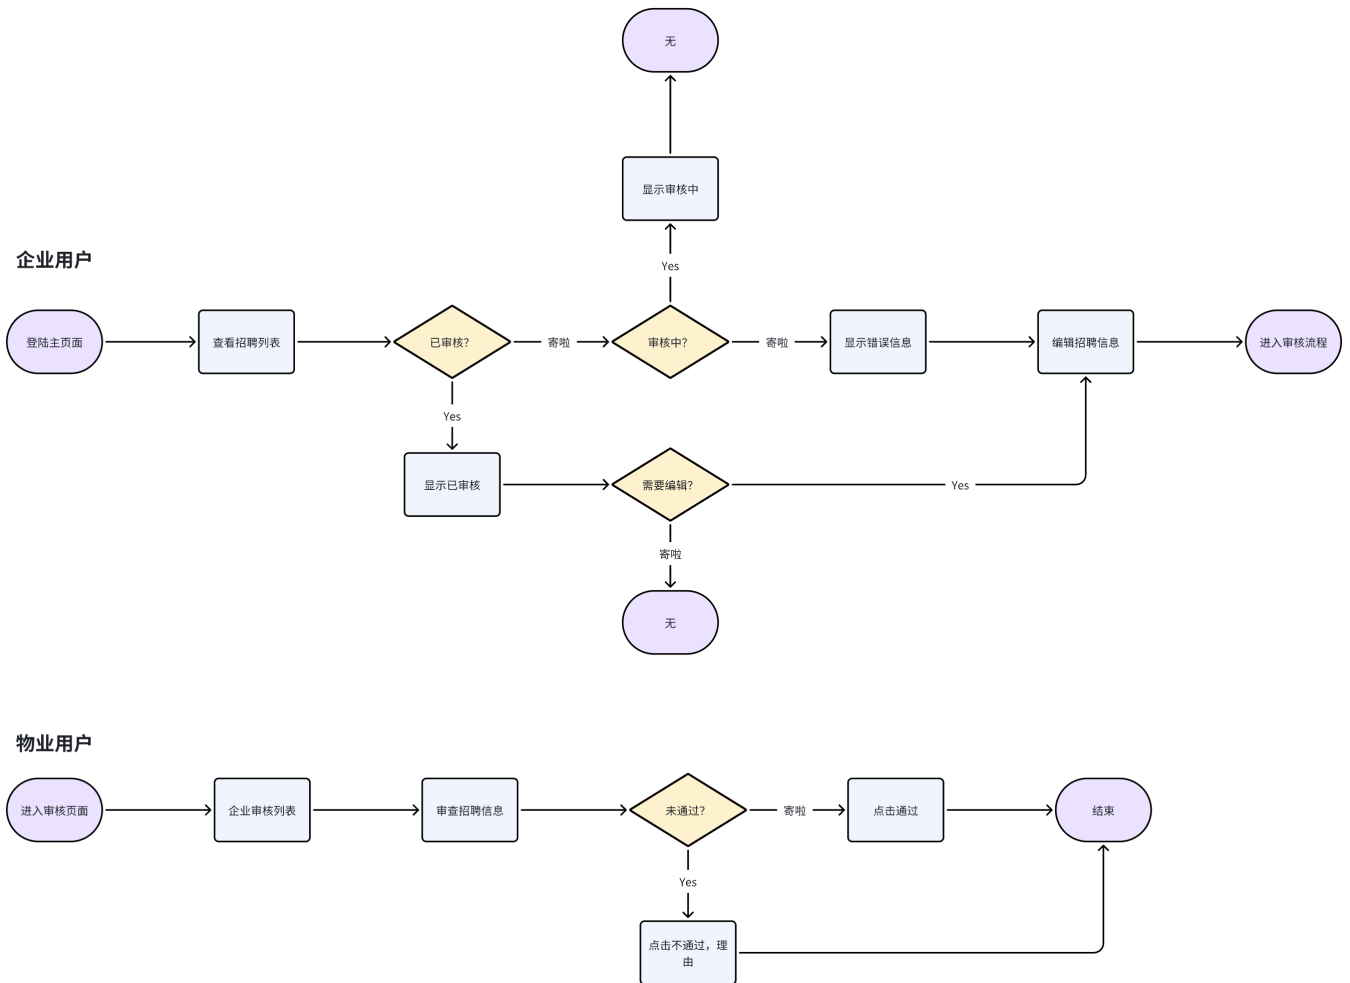 无
显示审核中
Yes
企业用户
登陆主页面
查看招聘列表
已审核?
寄啦
审核中?
寄啦
显示错误信息
编辑招聘信息
进入审核流程
Yes
显示已审核
需要编辑?
Yes
寄啦
无
物业用户
进入审核页面
企业审核列表
审查招聘信息
未通过?
寄啦
点击通过
结束
Yes
点击不通过，理
由